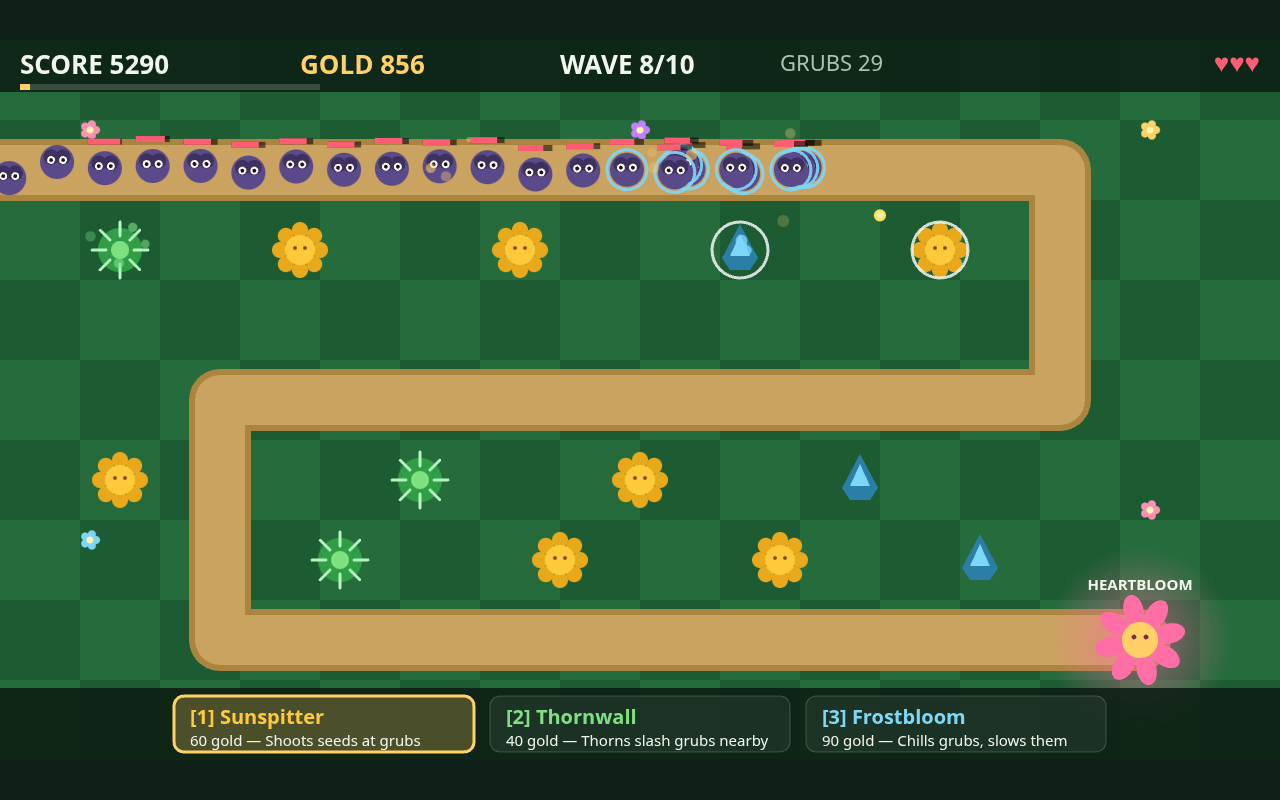 SCORE 5290 GOLD 856 WAVE 8/10 GRUBS 29 ♥♥♥
HEARTBLOOM
[1] Sunspitter
60 gold — Shoots seeds at grubs
[2] Thornwall
40 gold — Thorns slash grubs nearby
[3] Frostbloom
90 gold — Chills grubs, slows them